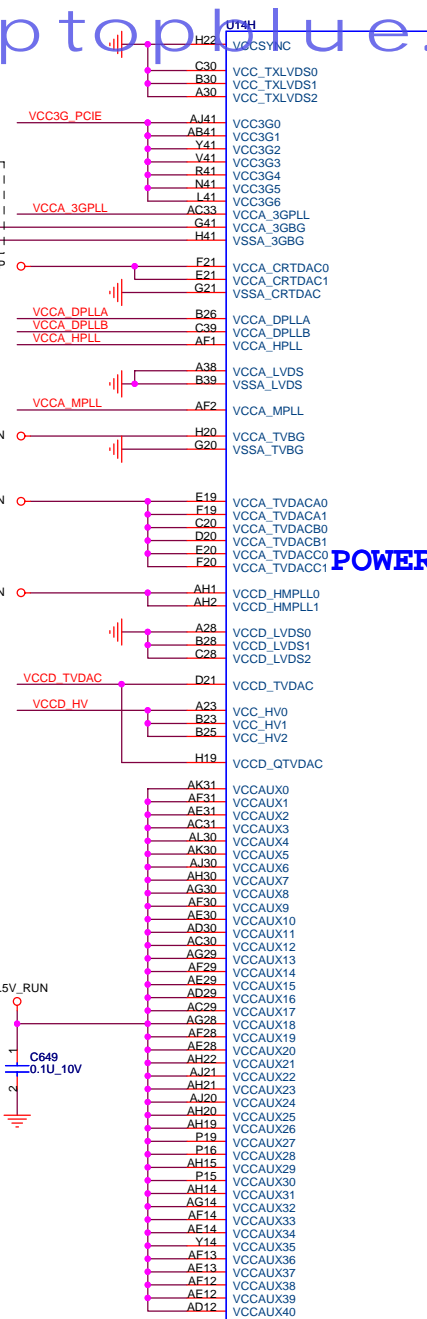 ptopblue.
U14H
H22 VCCSYNC
C30 VCC_TXLVDS0
B30 VCC_TXLVDS1
A30 VCC_TXLVDS2
VCC3G_PCIE
AJ41 VCC3G0
AB41 VCC3G1
Y41 VCC3G2
V41 VCC3G3
R41 VCC3G4
N41 VCC3G5
L41 VCC3G6
VCCA_3GPLL AC33 VCCA_3GPLL
G41 VCCA_3GBG
H41 VSSA_3GBG
F21 VCCA_CRTDAC0
E21 VCCA_CRTDAC1
G21 VSSA_CRTDAC
VCCA_DPLLA B26 VCCA_DPLLA
VCCA_DPLLB C39 VCCA_DPLLB
VCCA_HPLL AF1 VCCA_HPLL
A38 VCCA_LVDS
B39 VSSA_LVDS
VCCA_MPLL AF2 VCCA_MPLL
N H20 VCCA_TVBG
G20 VSSA_TVBG
N E19 VCCA_TVDACA0
F19 VCCA_TVDACA1
C20 VCCA_TVDACB0
D20 VCCA_TVDACB1
E20 VCCA_TVDACC0
F20 VCCA_TVDACC1
POWER
N AH1 VCCD_HMPLL0
AH2 VCCD_HMPLL1
A28 VCCD_LVDS0
B28 VCCD_LVDS1
C28 VCCD_LVDS2
VCCD_TVDAC D21 VCCD_TVDAC
VCCD_HV A23 VCC_HV0
B23 VCC_HV1
B25 VCC_HV2
H19 VCCD_QTVDAC
AK31 VCCAUX0
AF31 VCCAUX1
AE31 VCCAUX2
AC31 VCCAUX3
AL30 VCCAUX4
AK30 VCCAUX5
AJ30 VCCAUX6
AH30 VCCAUX7
AG30 VCCAUX8
AF30 VCCAUX9
AE30 VCCAUX10
AD30 VCCAUX11
AC30 VCCAUX12
AG29 VCCAUX13
AF29 VCCAUX14
AE29 VCCAUX15
AD29 VCCAUX16
AC29 VCCAUX17
AG28 VCCAUX18
AF28 VCCAUX19
AE28 VCCAUX20
AH22 VCCAUX21
AJ21 VCCAUX22
AH21 VCCAUX23
AJ20 VCCAUX24
AH20 VCCAUX25
AH19 VCCAUX26
P19 VCCAUX27
P16 VCCAUX28
AH15 VCCAUX29
P15 VCCAUX30
AH14 VCCAUX31
AG14 VCCAUX32
AF14 VCCAUX33
AE14 VCCAUX34
Y14 VCCAUX35
AF13 VCCAUX36
AE13 VCCAUX37
AF12 VCCAUX38
AE12 VCCAUX39
AD12 VCCAUX40
.5V_RUN
1
C649
0.1U_10V
2